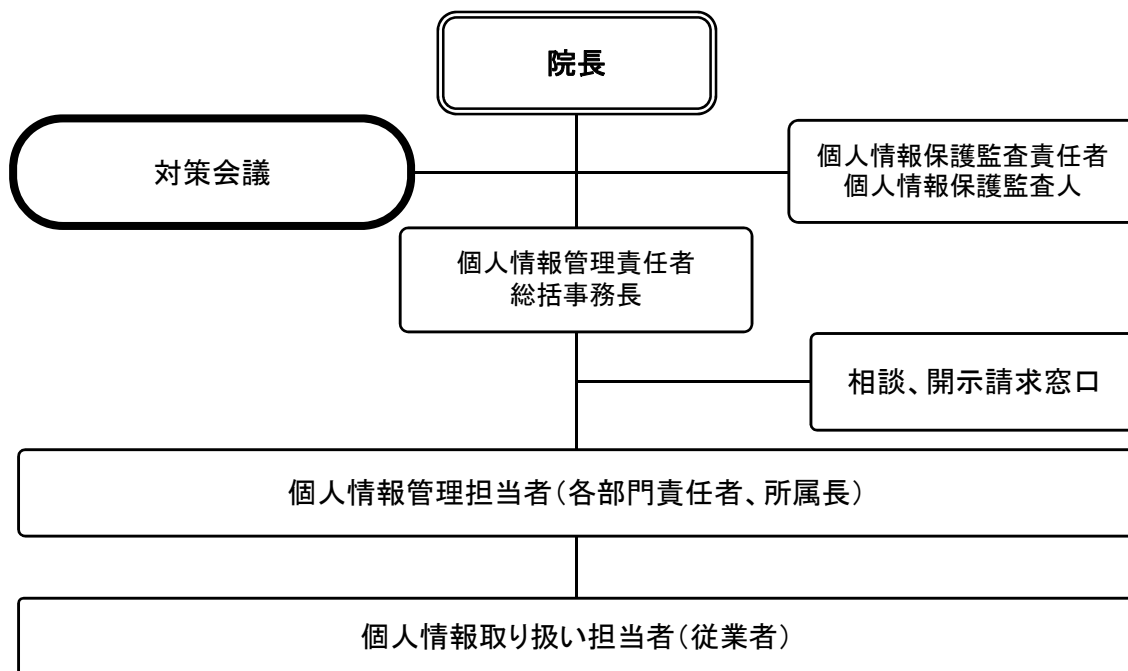 院長
対策会議
個人情報保護監査責任者
個人情報保護監査人
個人情報管理責任者
総括事務長
相談、開示請求窓口
個人情報管理担当者（各部門責任者、所属長）
個人情報取り扱い担当者（従業者）